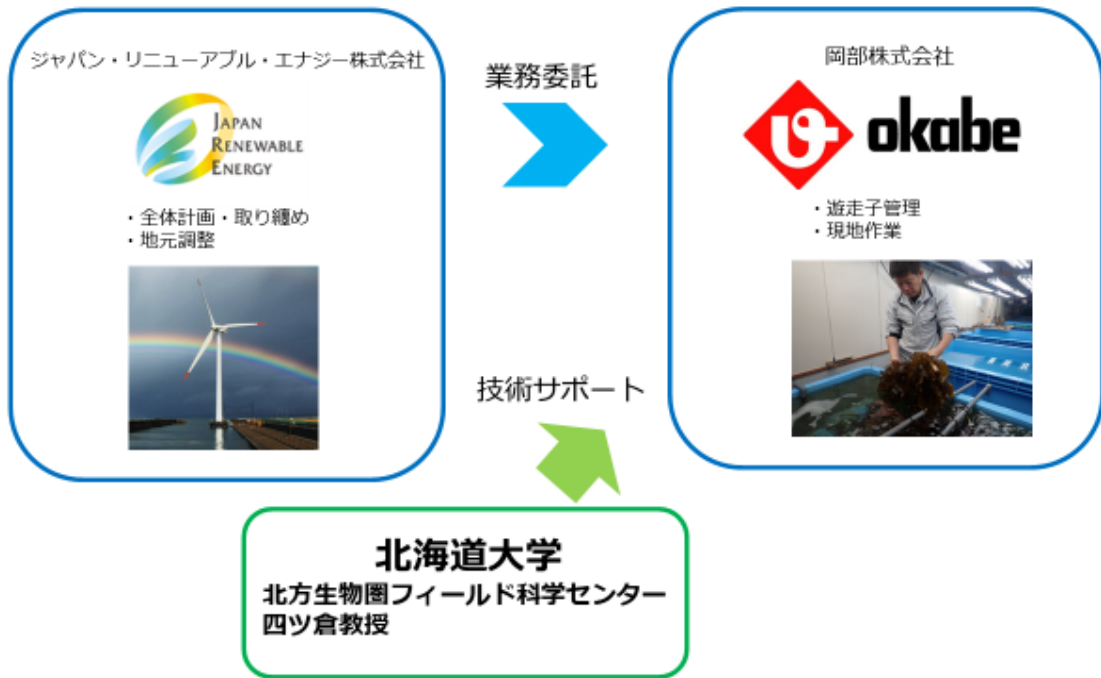 ジャパン・リニューアブル・エナジー株式会社
JAPAN
RENEWABLE
ENERGY
・全体計画・取り纏め
・地元調整
業務委託
岡部株式会社
okabe
・遊走子管理
・現地作業
技術サポート
北海道大学
北方生物圏フィールド科学センター
四ツ倉教授